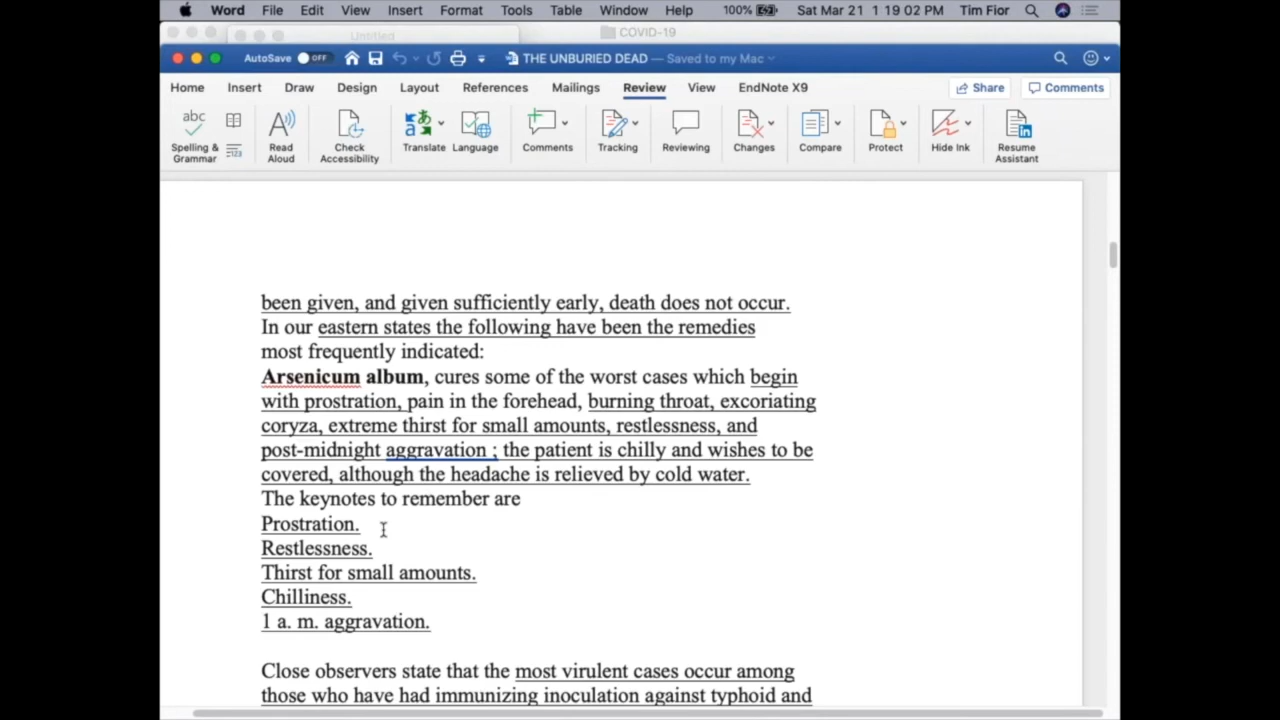 Word File Edit View Insert Format Tools Table Window Help 100% Sat Mar 21 1 19 02 PM Tim Fior
Untitled COVID-19
AutoSave OFF THE UNBURIED DEAD — Saved to my Mac
Home Insert Draw Design Layout References Mailings Review View EndNote X9 Share Comments
abc 123
Spelling & Grammar
Read Aloud
Check Accessibility
Translate
Language
Comments
Tracking
Reviewing
Changes
Compare
Protect
Hide Ink
Resume Assistant
been given, and given sufficiently early, death does not occur.
In our eastern states the following have been the remedies
most frequently indicated:
Arsenicum album, cures some of the worst cases which begin
with prostration, pain in the forehead, burning throat, excoriating
coryza, extreme thirst for small amounts, restlessness, and
post-midnight aggravation ; the patient is chilly and wishes to be
covered, although the headache is relieved by cold water.
The keynotes to remember are
Prostration.
Restlessness.
Thirst for small amounts.
Chilliness.
1 a. m. aggravation.
Close observers state that the most virulent cases occur among
those who have had immunizing inoculation against typhoid and